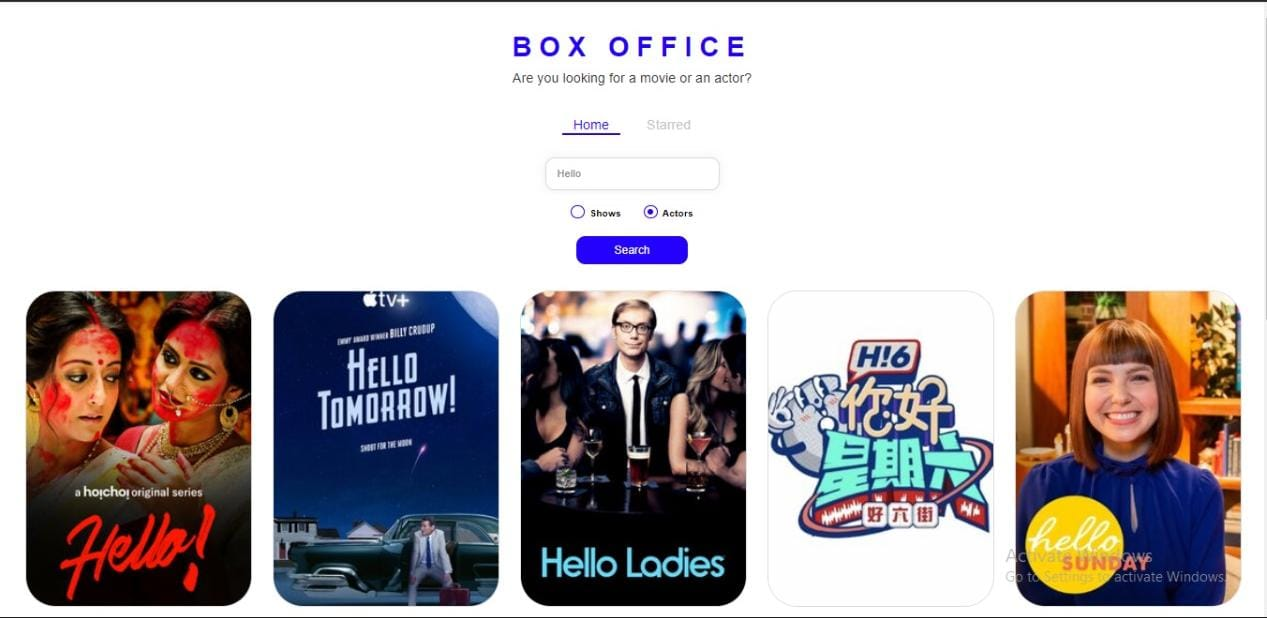 BOX OFFICE
Are you looking for a movie or an actor?
Home Starred
Hello
Shows Actors
Search
a hoichoi original series
Hello!
tv+
EMMY AWARD WINNER BILLY CRUDUP
HELLO
TOMORROW!
SHOOT FOR THE MOON
Hello Ladies
H!6
你好
星期六
好六街
hello
SUNDAY
Activate Windows
Go to Settings to activate Windows.